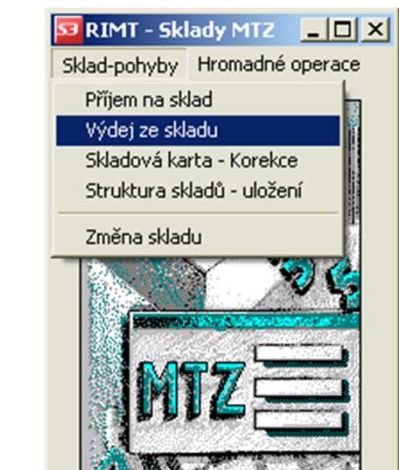 S3 RIMT - Sklady MTZ
Sklad-pohyby Hromadné operace
Příjem na sklad
Výdej ze skladu
Skladová karta - Korekce
Struktura skladů - uložení
Změna skladu
MTZ